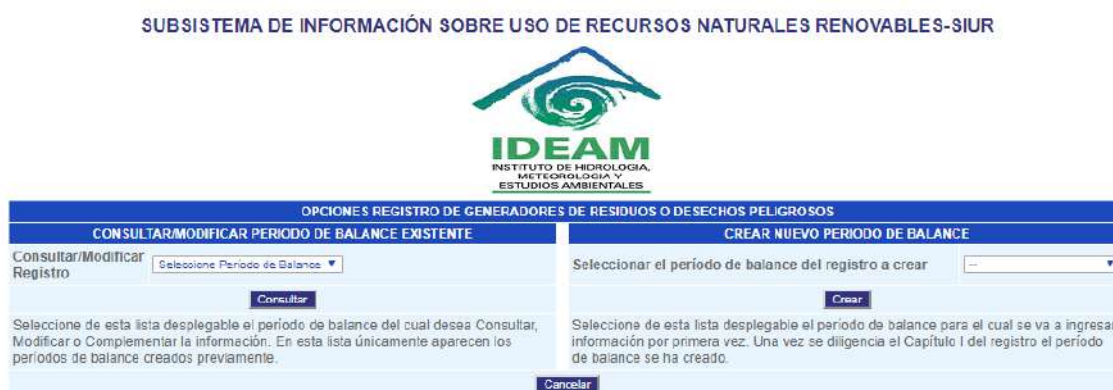 SUBSISTEMA DE INFORMACIÓN SOBRE USO DE RECURSOS NATURALES RENOVABLES-SIUR
IDEAM
INSTITUTO DE HIDROLOGIA,
METEOROLOGIA Y
ESTUDIOS AMBIENTALES
OPCIONES REGISTRO DE GENERADORES DE RESIDUOS O DESECHOS PELIGROSOS
CONSULTAR/MODIFICAR PERIODO DE BALANCE EXISTENTE
Consultar/Modificar
Registro
Seleccione Periodo de Balance
Consultar
Seleccione de esta lista desplegable el período de balance del cual desea Consultar,
Modificar o Complementar la información. En esta lista únicamente aparecen los
períodos de balance creados previamente.
CREAR NUEVO PERIODO DE BALANCE
Seleccionar el período de balance del registro a crear
--
Crear
Seleccione de esta lista desplegable el período de balance para el cual se va a ingresar
información por primera vez. Una vez se diligencia el Capítulo I del registro el período
de balance se ha creado.
Cancelar